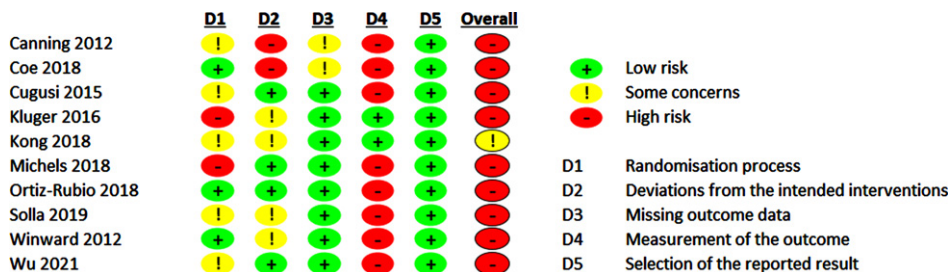 D1 D2 D3 D4 D5 Overall
Canning 2012 ! - ! - + -
Coe 2018 + - ! - + - + Low risk
Cugusi 2015 ! + + - + - ! Some concerns
Kluger 2016 - ! + + + - - High risk
Kong 2018 ! ! + + + !
Michels 2018 - + + - + - D1 Randomisation process
Ortiz-Rubio 2018 + + + - + - D2 Deviations from the intended interventions
Solla 2019 ! ! + - + - D3 Missing outcome data
Winward 2012 + ! + - + - D4 Measurement of the outcome
Wu 2021 ! + + - + - D5 Selection of the reported result